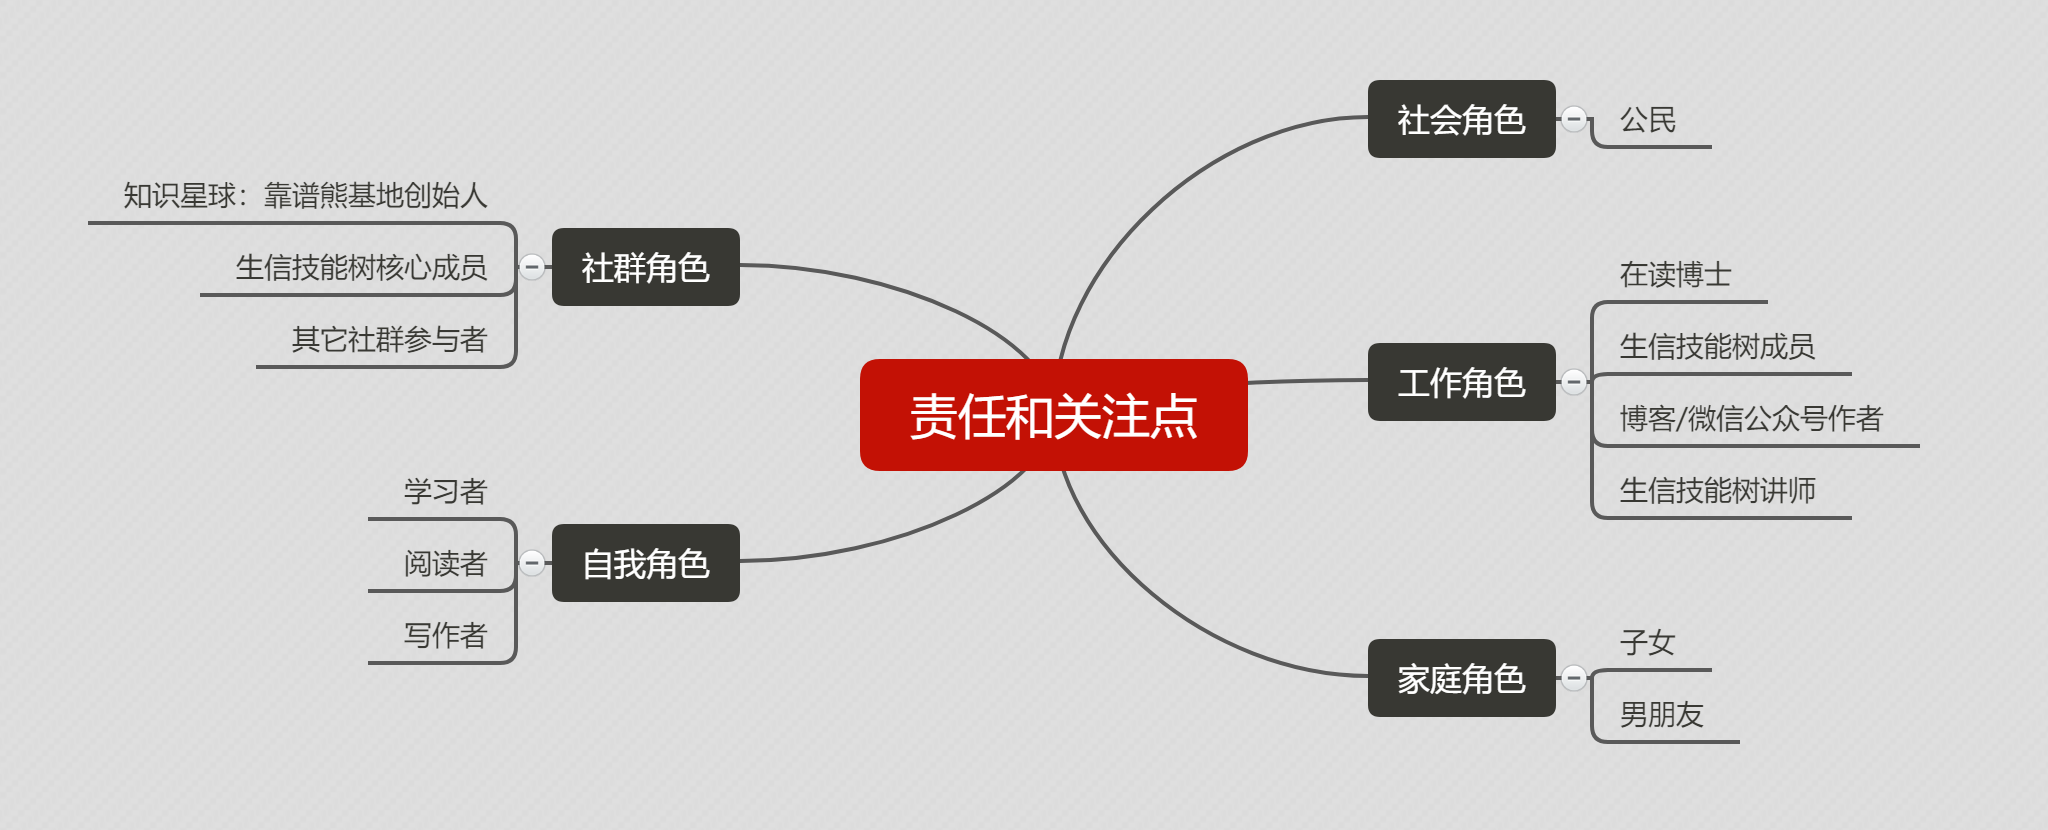 责任和关注点
社会角色
公民
工作角色
在读博士
生信技能树成员
博客/微信公众号作者
生信技能树讲师
家庭角色
子女
男朋友
社群角色
知识星球：靠谱熊基地创始人
生信技能树核心成员
其它社群参与者
自我角色
学习者
阅读者
写作者